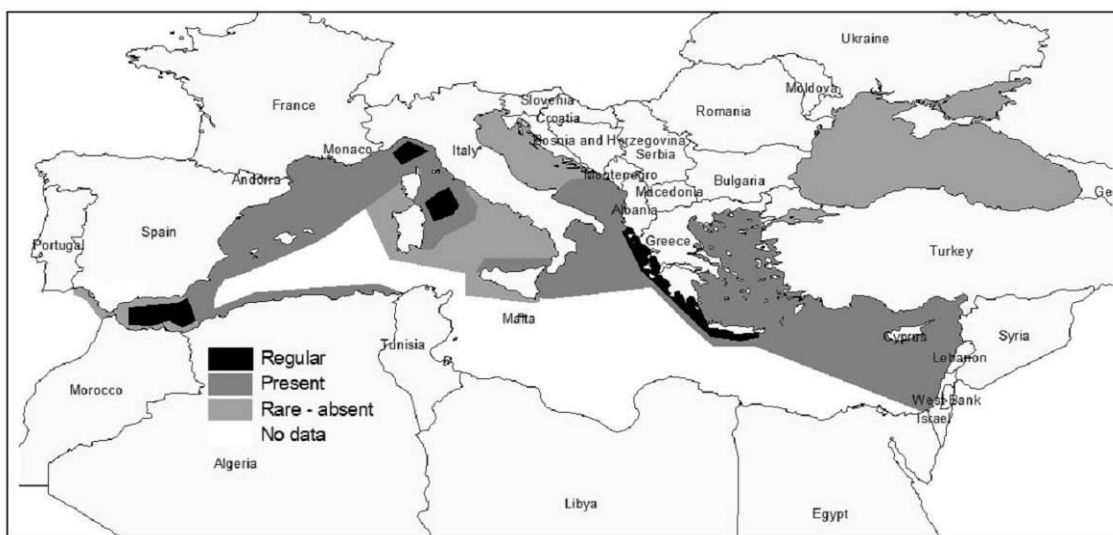 Ukraine
Moldova
France
Slovenia
Romania
Croatia
Bosnia and Herzegovina
Monaco
Italy
Serbia
Andorra
Montenegro
Bulgaria
Macedonia
Ge
Albania
Portugal
Spain
Greece
Turkey
Malta
Cyprus
Syria
Tunisia
Lebanon
Regular
Present
Morocco
West Bank
Rare - absent
Israel
No data
Algeria
Libya
Egypt